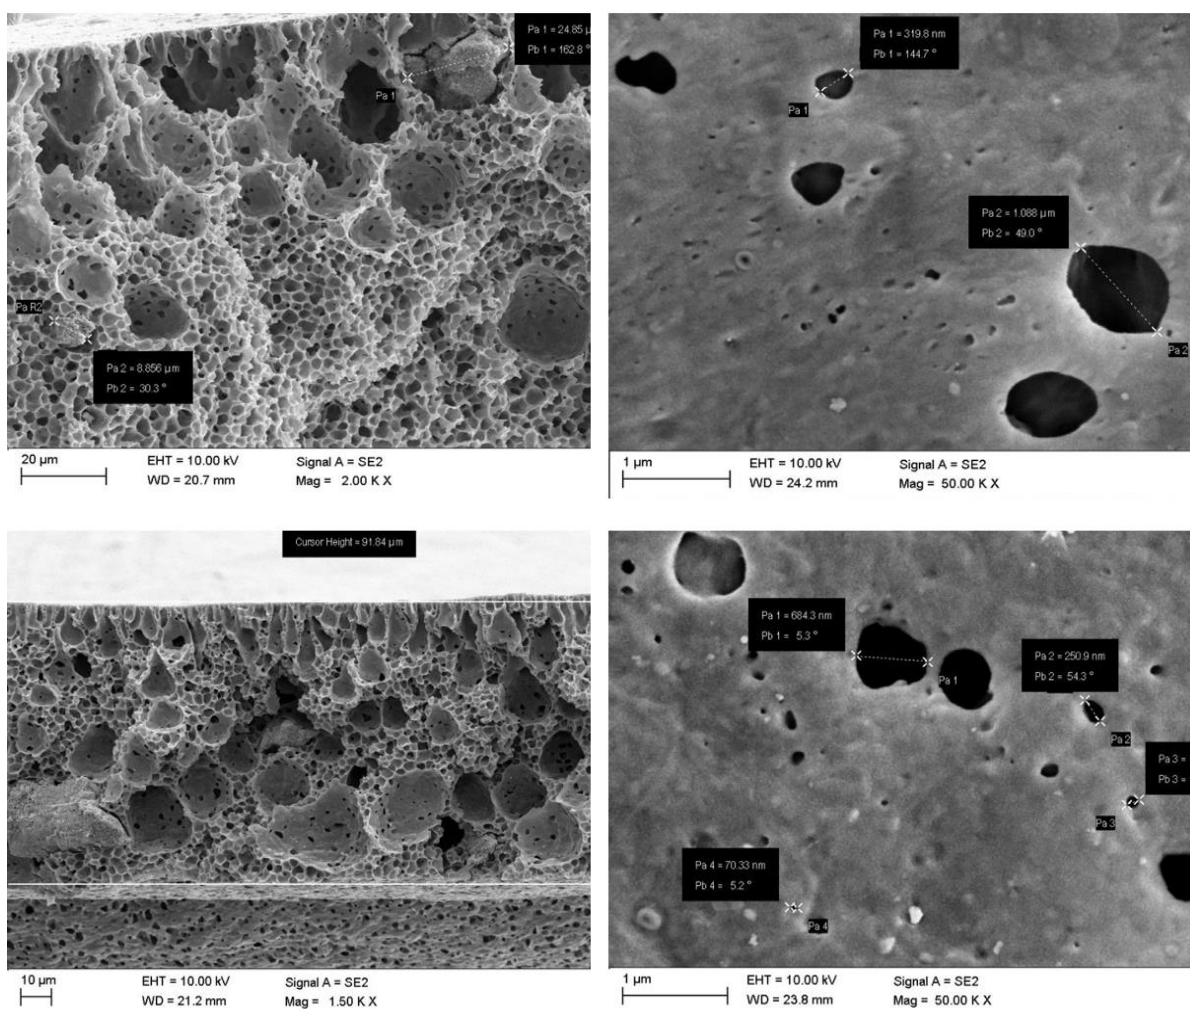 Pa 1 = 24.85 µ
Pb 1 = 162.8 °
Pa 1
Pa R2
Pa 2 = 8.856 µm
Pb 2 = 30.3 °
20 µm
EHT = 10.00 kV
Signal A = SE2
WD = 20.7 mm
Mag = 2.00 K X
Pa 1 = 319.8 nm
Pb 1 = 144.7 °
Pa 1
Pa 2 = 1.088 µm
Pb 2 = 49.0 °
Pa 2
1 µm
EHT = 10.00 kV
Signal A = SE2
WD = 24.2 mm
Mag = 50.00 K X
Cursor Height = 91.84 µm
10 µm
EHT = 10.00 kV
Signal A = SE2
WD = 21.2 mm
Mag = 1.50 K X
Pa 1 = 684.3 nm
Pb 1 = 5.3 °
Pa 1
Pa 2 = 250.9 nm
Pb 2 = 54.3 °
Pa 2
Pa 3 =
Pb 3 =
Pa 3
Pa 4 = 70.33 nm
Pb 4 = 5.2 °
Pa 4
1 µm
EHT = 10.00 kV
Signal A = SE2
WD = 23.8 mm
Mag = 50.00 K X